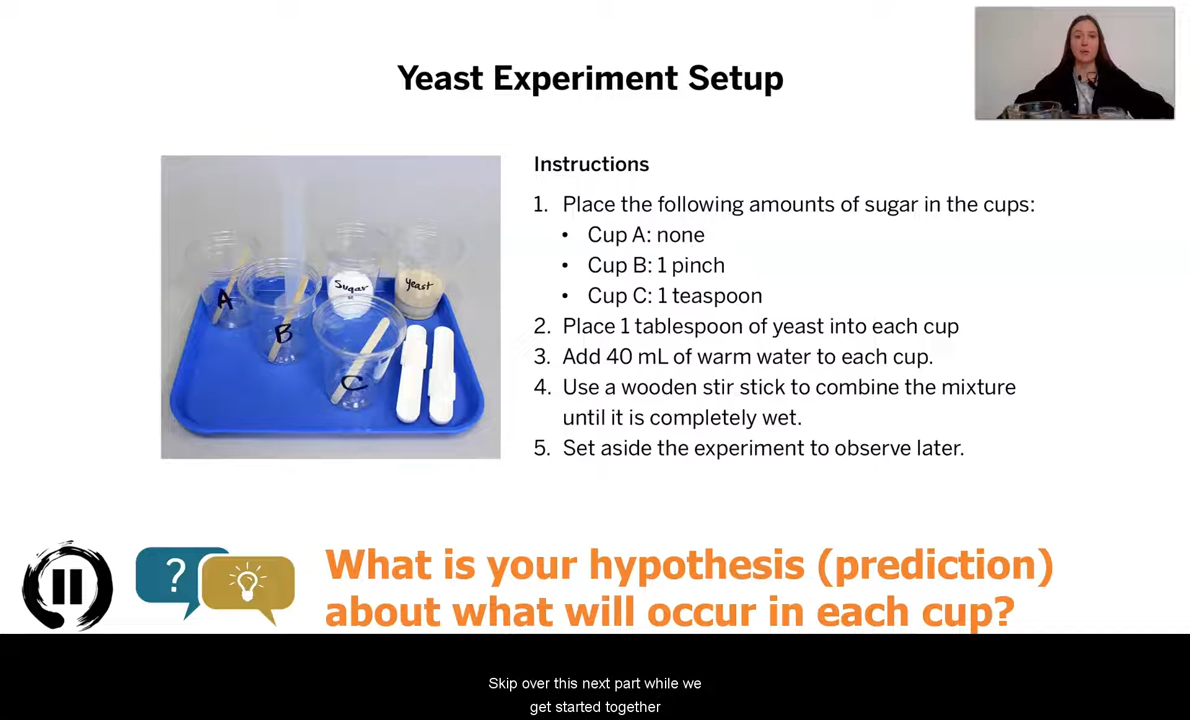 Yeast Experiment Setup
Instructions
1. Place the following amounts of sugar in the cups:
• Cup A: none
• Cup B: 1 pinch
• Cup C: 1 teaspoon
2. Place 1 tablespoon of yeast into each cup
3. Add 40 mL of warm water to each cup.
4. Use a wooden stir stick to combine the mixture
until it is completely wet.
5. Set aside the experiment to observe later.
A
B
C
Sugar
yeast
?
What is your hypothesis (prediction)
about what will occur in each cup?
Skip over this next part while we
get started together